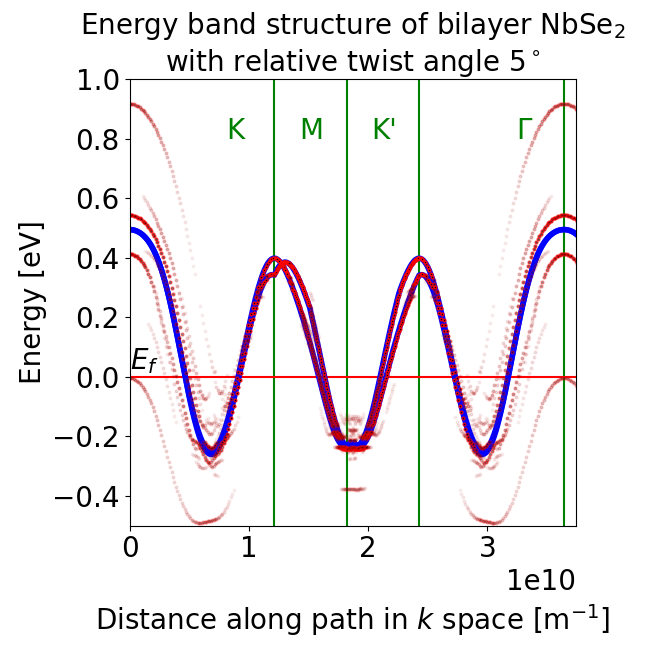 Energy band structure of bilayer NbSe₂
with relative twist angle 5°
1.0
0.8
0.6
0.4
0.2
0.0
−0.2
−0.4
Energy [eV]
K
M
K'
Γ
E_f
0
1
2
3
1e10
Distance along path in k space [m⁻¹]